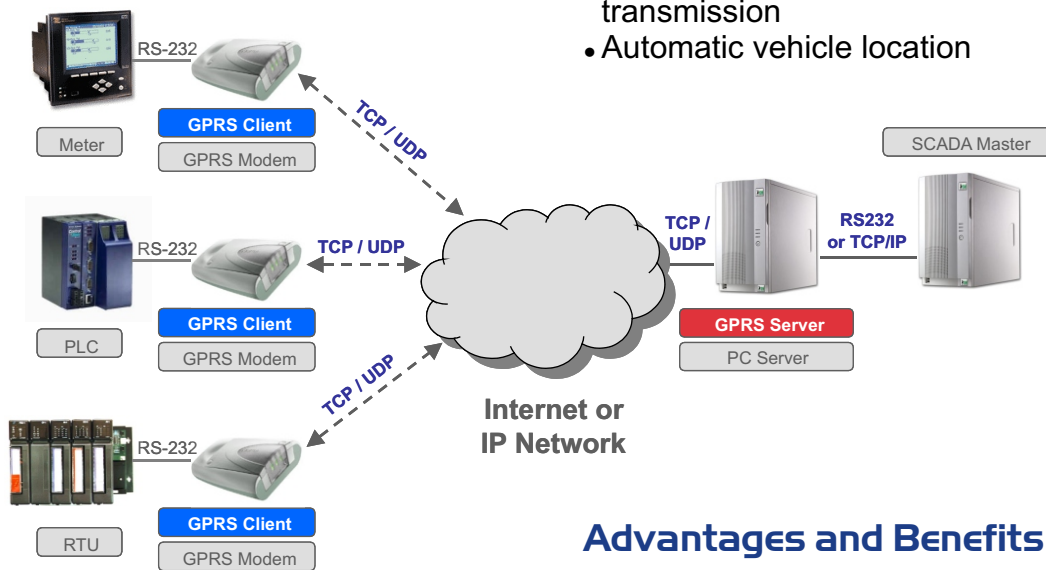 transmission
• Automatic vehicle location
RS-232
GPRS Client
GPRS Modem
Meter
TCP / UDP
RS-232
GPRS Client
GPRS Modem
PLC
TCP / UDP
RS-232
GPRS Client
GPRS Modem
RTU
TCP / UDP
Internet or
IP Network
TCP /
UDP
GPRS Server
PC Server
RS232
or TCP/IP
SCADA Master
Advantages and Benefits